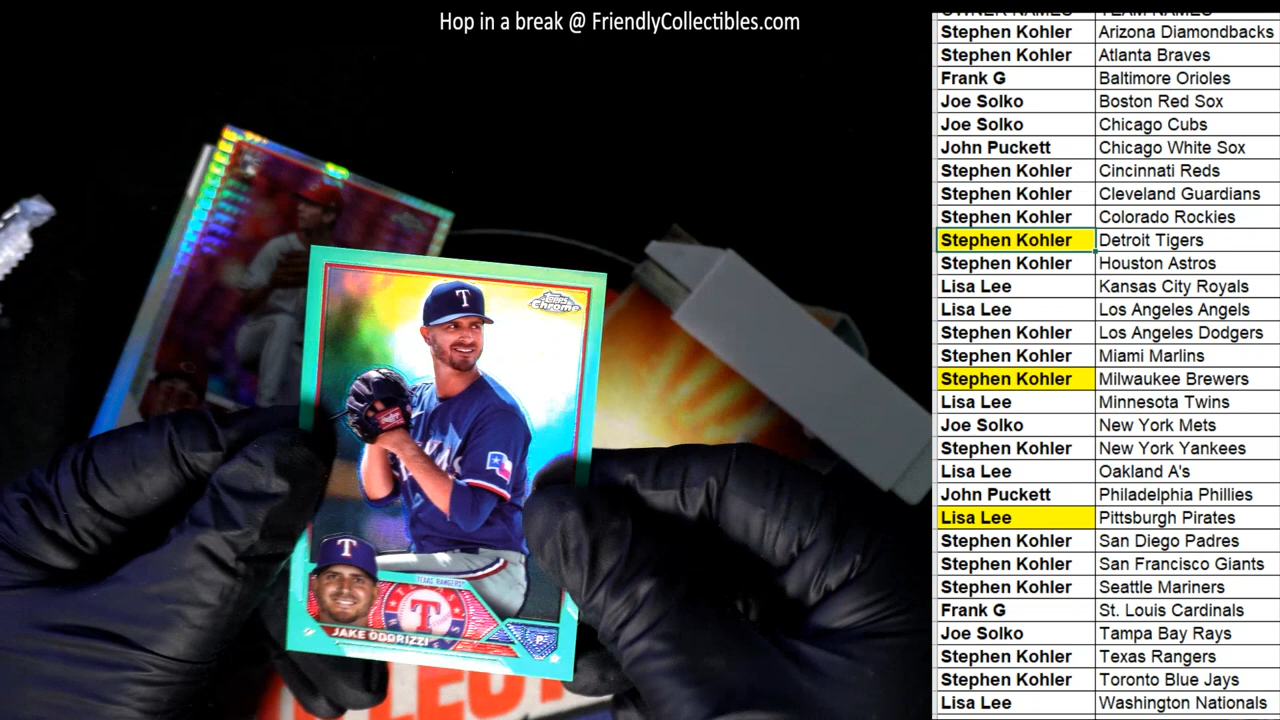 Hop in a break @ FriendlyCollectibles.com
OWNER NAMES TEAM NAMES
Stephen Kohler Arizona Diamondbacks
Stephen Kohler Atlanta Braves
Frank G Baltimore Orioles
Joe Solko Boston Red Sox
Joe Solko Chicago Cubs
John Puckett Chicago White Sox
Stephen Kohler Cincinnati Reds
Stephen Kohler Cleveland Guardians
Stephen Kohler Colorado Rockies
Stephen Kohler Detroit Tigers
Stephen Kohler Houston Astros
Lisa Lee Kansas City Royals
Lisa Lee Los Angeles Angels
Stephen Kohler Los Angeles Dodgers
Stephen Kohler Miami Marlins
Stephen Kohler Milwaukee Brewers
Lisa Lee Minnesota Twins
Joe Solko New York Mets
Stephen Kohler New York Yankees
Lisa Lee Oakland A's
John Puckett Philadelphia Phillies
Lisa Lee Pittsburgh Pirates
Stephen Kohler San Diego Padres
Stephen Kohler San Francisco Giants
Stephen Kohler Seattle Mariners
Frank G St. Louis Cardinals
Joe Solko Tampa Bay Rays
Stephen Kohler Texas Rangers
Stephen Kohler Toronto Blue Jays
Lisa Lee Washington Nationals
Topps
Chrome
T
T
TEXAS RANGERS
T
JAKE ODORIZZI
P